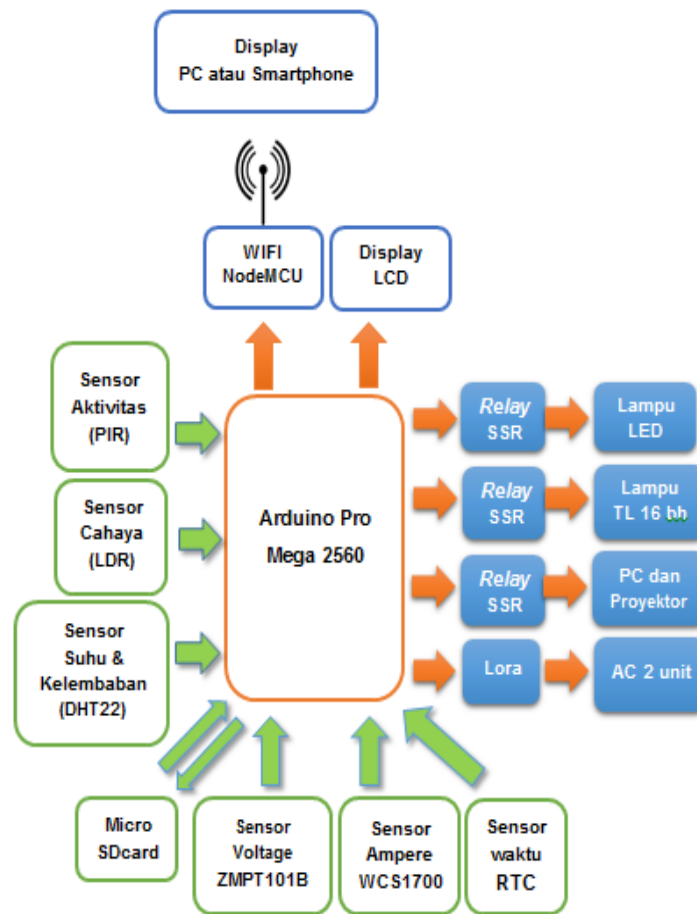 Display
PC atau Smartphone
WIFI
NodeMCU
Display
LCD
Sensor
Aktivitas
(PIR)
Sensor
Cahaya
(LDR)
Sensor
Suhu &
Kelembaban
(DHT22)
Arduino Pro
Mega 2560
Relay
SSR
Lampu
LED
Relay
SSR
Lampu
TL 16 bh
Relay
SSR
PC dan
Proyektor
Lora
AC 2 unit
Micro
SDcard
Sensor
Voltage
ZMPT101B
Sensor
Ampere
WCS1700
Sensor
waktu
RTC